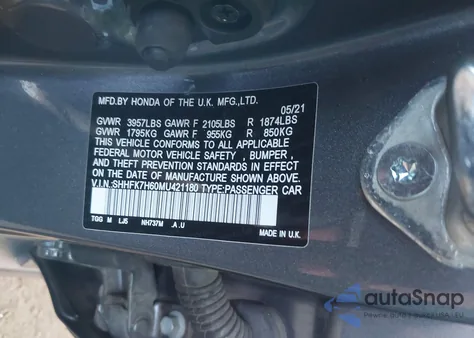 MFD.BY HONDA OF THE U.K. MFG.,LTD.
05/21
GVWR 3957LBS GAWR F 2105LBS R 1874LBS
GVWR 1795KG GAWR F 955KG R 850KG
THIS VEHICLE CONFORMS TO ALL APPLICABLE
FEDERAL MOTOR VEHICLE SAFETY , BUMPER ,
AND THEFT PREVENTION STANDARDS IN EFFECT
ON THE DATE OF MANUFACTURE SHOWN ABOVE.
V.I.N.:SHHFK7H60MU421180 TYPE:PASSENGER CAR
TGG M LJ5 NH737M .A.U
MADE IN U.K.
autoSnap